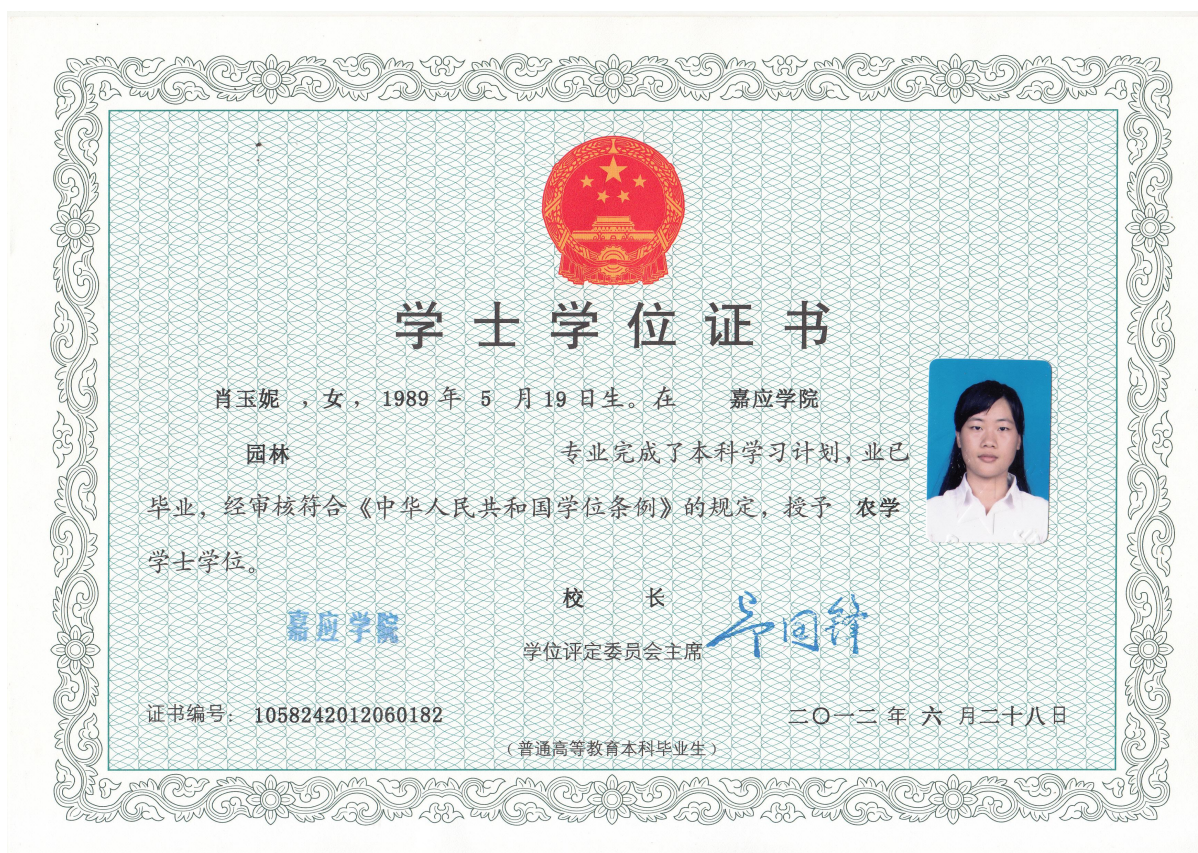 学士学位证书
肖玉妮 ，女， 1989 年 5 月 19 日生。在 嘉应学院
园林 专业完成了本科学习计划，业已
毕业，经审核符合《中华人民共和国学位条例》的规定，授予 农学
学士学位。
校 长
嘉应学院
学位评定委员会主席
证书编号：1058242012060182
二〇一二 年 六 月二十八日
（普通高等教育本科毕业生）